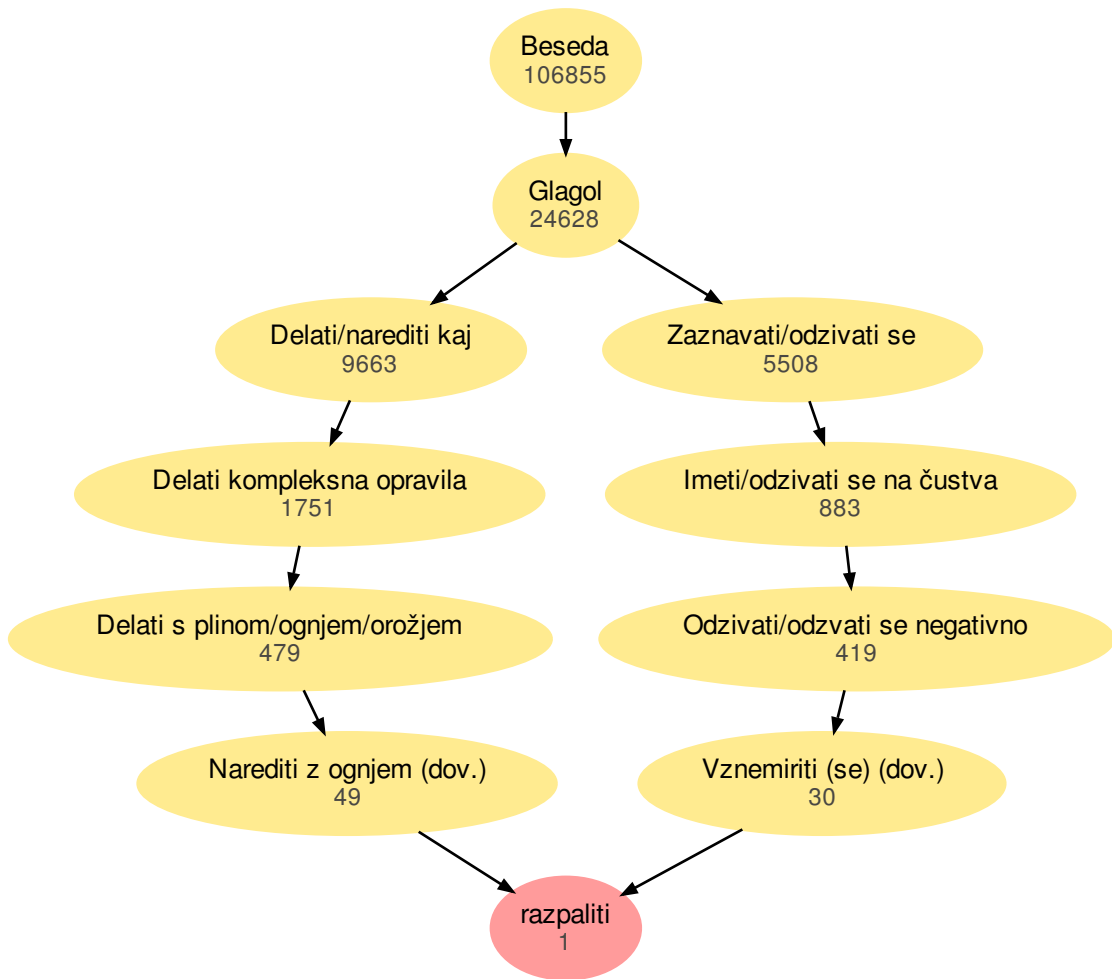 Beseda
106855
Glagol
24628
Delati/narediti kaj
9663
Zaznavati/odzivati se
5508
Delati kompleksna opravila
1751
Imeti/odzivati se na čustva
883
Delati s plinom/ognjem/orožjem
479
Odzivati/odzvati se negativno
419
Narediti z ognjem (dov.)
49
Vznemiriti (se) (dov.)
30
razpaliti
1